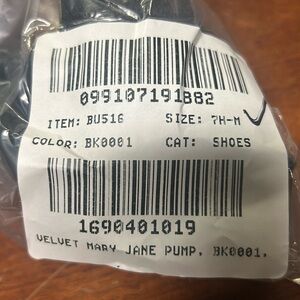 099107191882
ITEM: BU516 SIZE: 7H-M
COLOR: BK0001 CAT: SHOES
1690401019
VELVET MARY JANE PUMP, BK0001,